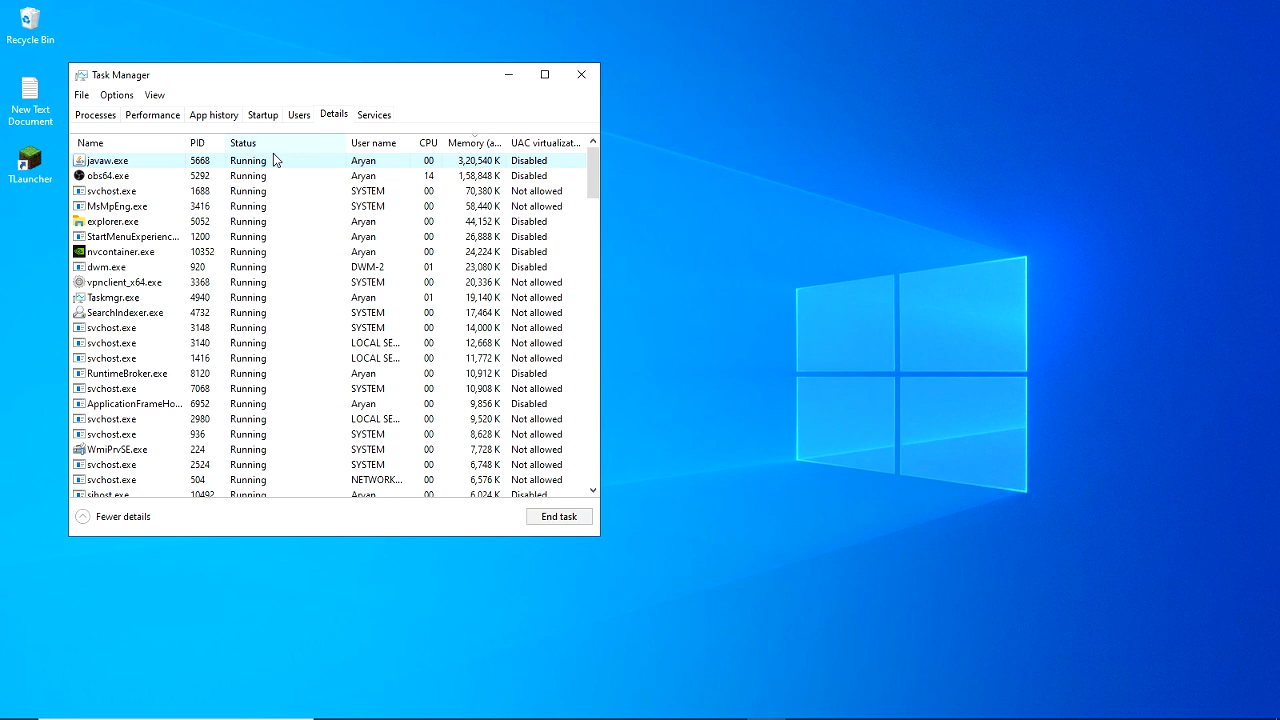 Recycle Bin
New Text
Document
TLauncher
Task Manager
File Options View
Processes Performance App history Startup Users Details Services
Name PID Status User name CPU Memory (a... UAC virtualizat...
javaw.exe 5668 Running Aryan 00 3,20,540 K Disabled
obs64.exe 5292 Running Aryan 14 1,58,848 K Disabled
svchost.exe 1688 Running SYSTEM 00 70,380 K Not allowed
MsMpEng.exe 3416 Running SYSTEM 00 58,440 K Not allowed
explorer.exe 5052 Running Aryan 00 44,152 K Disabled
StartMenuExperienc... 1200 Running Aryan 00 26,888 K Disabled
nvcontainer.exe 10352 Running Aryan 00 24,224 K Disabled
dwm.exe 920 Running DWM-2 01 23,080 K Disabled
vpnclient_x64.exe 3368 Running SYSTEM 00 20,336 K Not allowed
Taskmgr.exe 4940 Running Aryan 01 19,140 K Not allowed
SearchIndexer.exe 4732 Running SYSTEM 00 17,464 K Not allowed
svchost.exe 3148 Running SYSTEM 00 14,000 K Not allowed
svchost.exe 3140 Running LOCAL SE... 00 12,668 K Not allowed
svchost.exe 1416 Running LOCAL SE... 00 11,772 K Not allowed
RuntimeBroker.exe 8120 Running Aryan 00 10,912 K Disabled
svchost.exe 7068 Running SYSTEM 00 10,908 K Not allowed
ApplicationFrameHo... 6952 Running Aryan 00 9,856 K Disabled
svchost.exe 2980 Running LOCAL SE... 00 9,520 K Not allowed
svchost.exe 936 Running SYSTEM 00 8,628 K Not allowed
WmiPrvSE.exe 224 Running SYSTEM 00 7,728 K Not allowed
svchost.exe 2524 Running SYSTEM 00 6,748 K Not allowed
svchost.exe 504 Running NETWORK... 00 6,576 K Not allowed
sihost.exe 10492 Running Aryan 00 6,024 K Disabled
Fewer details End task